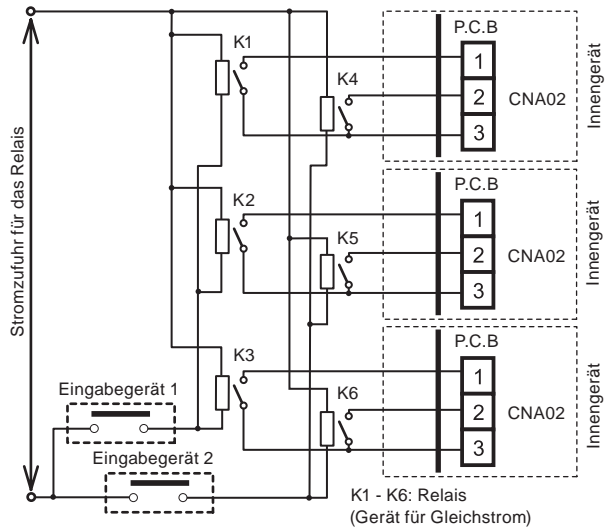 Stromzufuhr für das Relais
K1
K4
P.C.B
1
2
3
CNA02
Innengerät
K2
K5
P.C.B
1
2
3
CNA02
Innengerät
K3
K6
P.C.B
1
2
3
CNA02
Innengerät
Eingabegerät 1
Eingabegerät 2
K1 - K6: Relais
(Gerät für Gleichstrom)